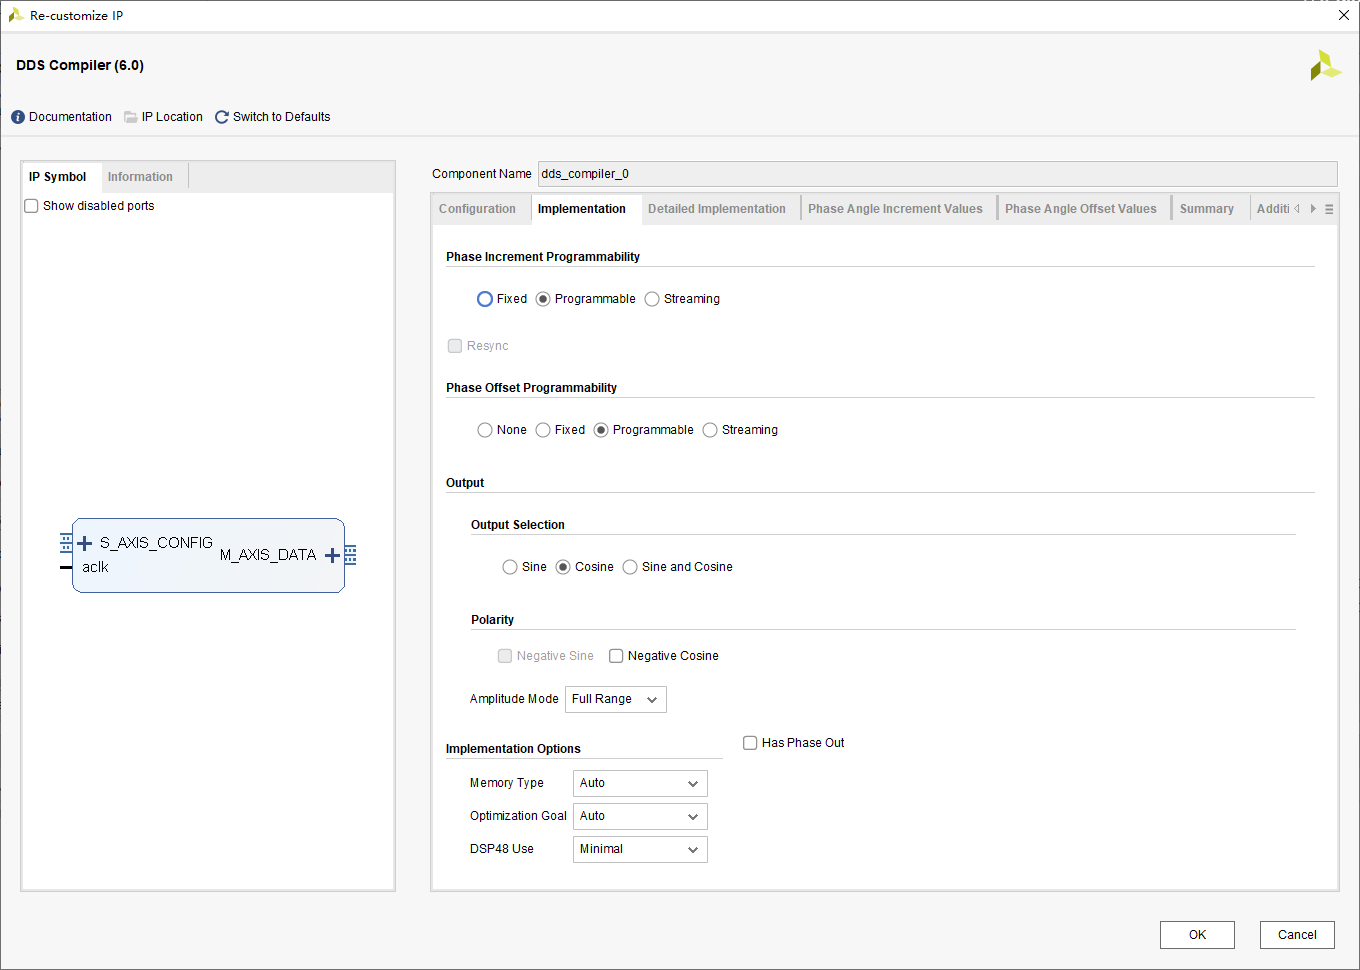 Re-customize IP
DDS Compiler (6.0)
Documentation IP Location Switch to Defaults
IP Symbol Information
Show disabled ports
S_AXIS_CONFIG
M_AXIS_DATA
aclk
Component Name dds_compiler_0
Configuration Implementation Detailed Implementation Phase Angle Increment Values Phase Angle Offset Values Summary Additi
Phase Increment Programmability
Fixed Programmable Streaming
Resync
Phase Offset Programmability
None Fixed Programmable Streaming
Output
Output Selection
Sine Cosine Sine and Cosine
Polarity
Negative Sine Negative Cosine
Amplitude Mode Full Range
Implementation Options
Has Phase Out
Memory Type Auto
Optimization Goal Auto
DSP48 Use Minimal
OK Cancel